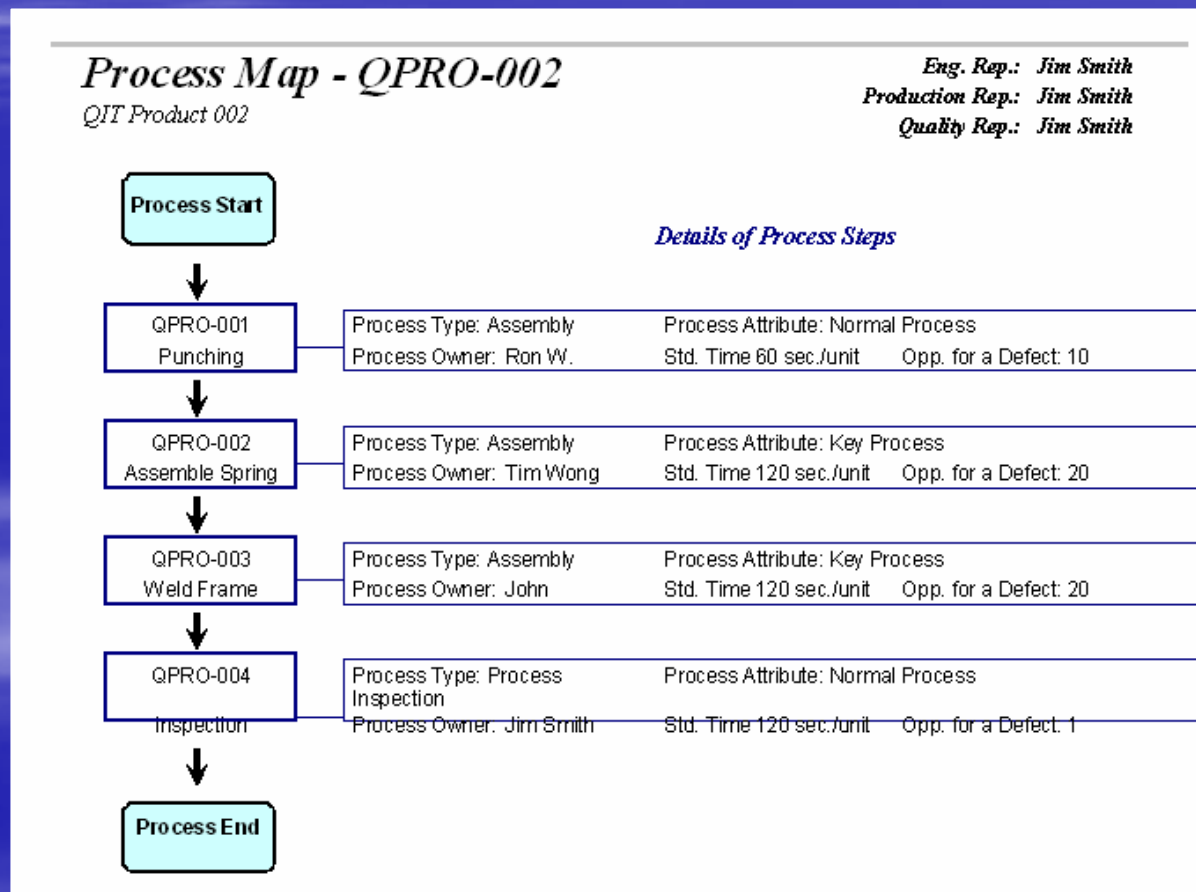 Process Map - QPRO-002
QIT Product 002
Eng. Rep.: Jim Smith
Production Rep.: Jim Smith
Quality Rep.: Jim Smith
Process Start
Details of Process Steps
QPRO-001
Punching
Process Type: Assembly Process Attribute: Normal Process
Process Owner: Ron W. Std. Time 60 sec./unit Opp. for a Defect: 10
QPRO-002
Assemble Spring
Process Type: Assembly Process Attribute: Key Process
Process Owner: Tim Wong Std. Time 120 sec./unit Opp. for a Defect: 20
QPRO-003
Weld Frame
Process Type: Assembly Process Attribute: Key Process
Process Owner: John Std. Time 120 sec./unit Opp. for a Defect: 20
QPRO-004
Inspection
Process Type: Process Process Attribute: Normal Process
Inspection
Process Owner: Jim Smith Std. Time 120 sec./unit Opp. for a Defect: 1
Process End